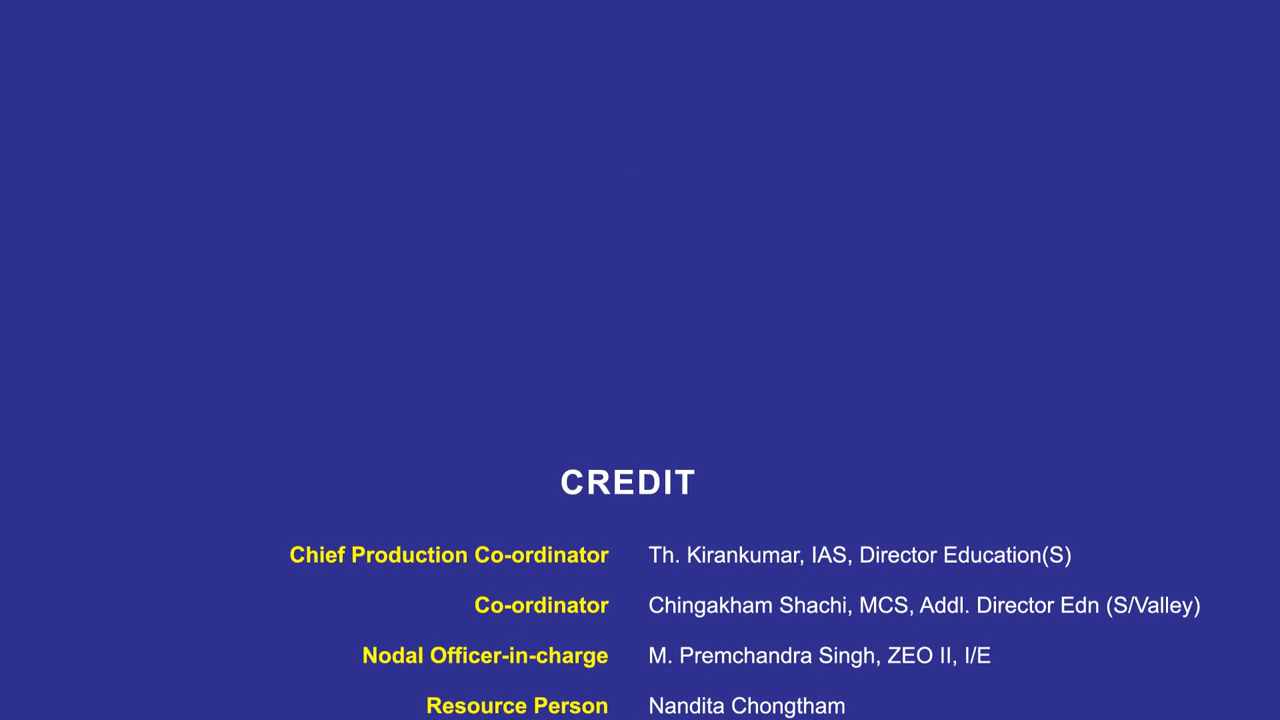 CREDIT
Chief Production Co-ordinator Th. Kirankumar, IAS, Director Education(S)
Co-ordinator Chingakham Shachi, MCS, Addl. Director Edn (S/Valley)
Nodal Officer-in-charge M. Premchandra Singh, ZEO II, I/E
Resource Person Nandita Chongtham